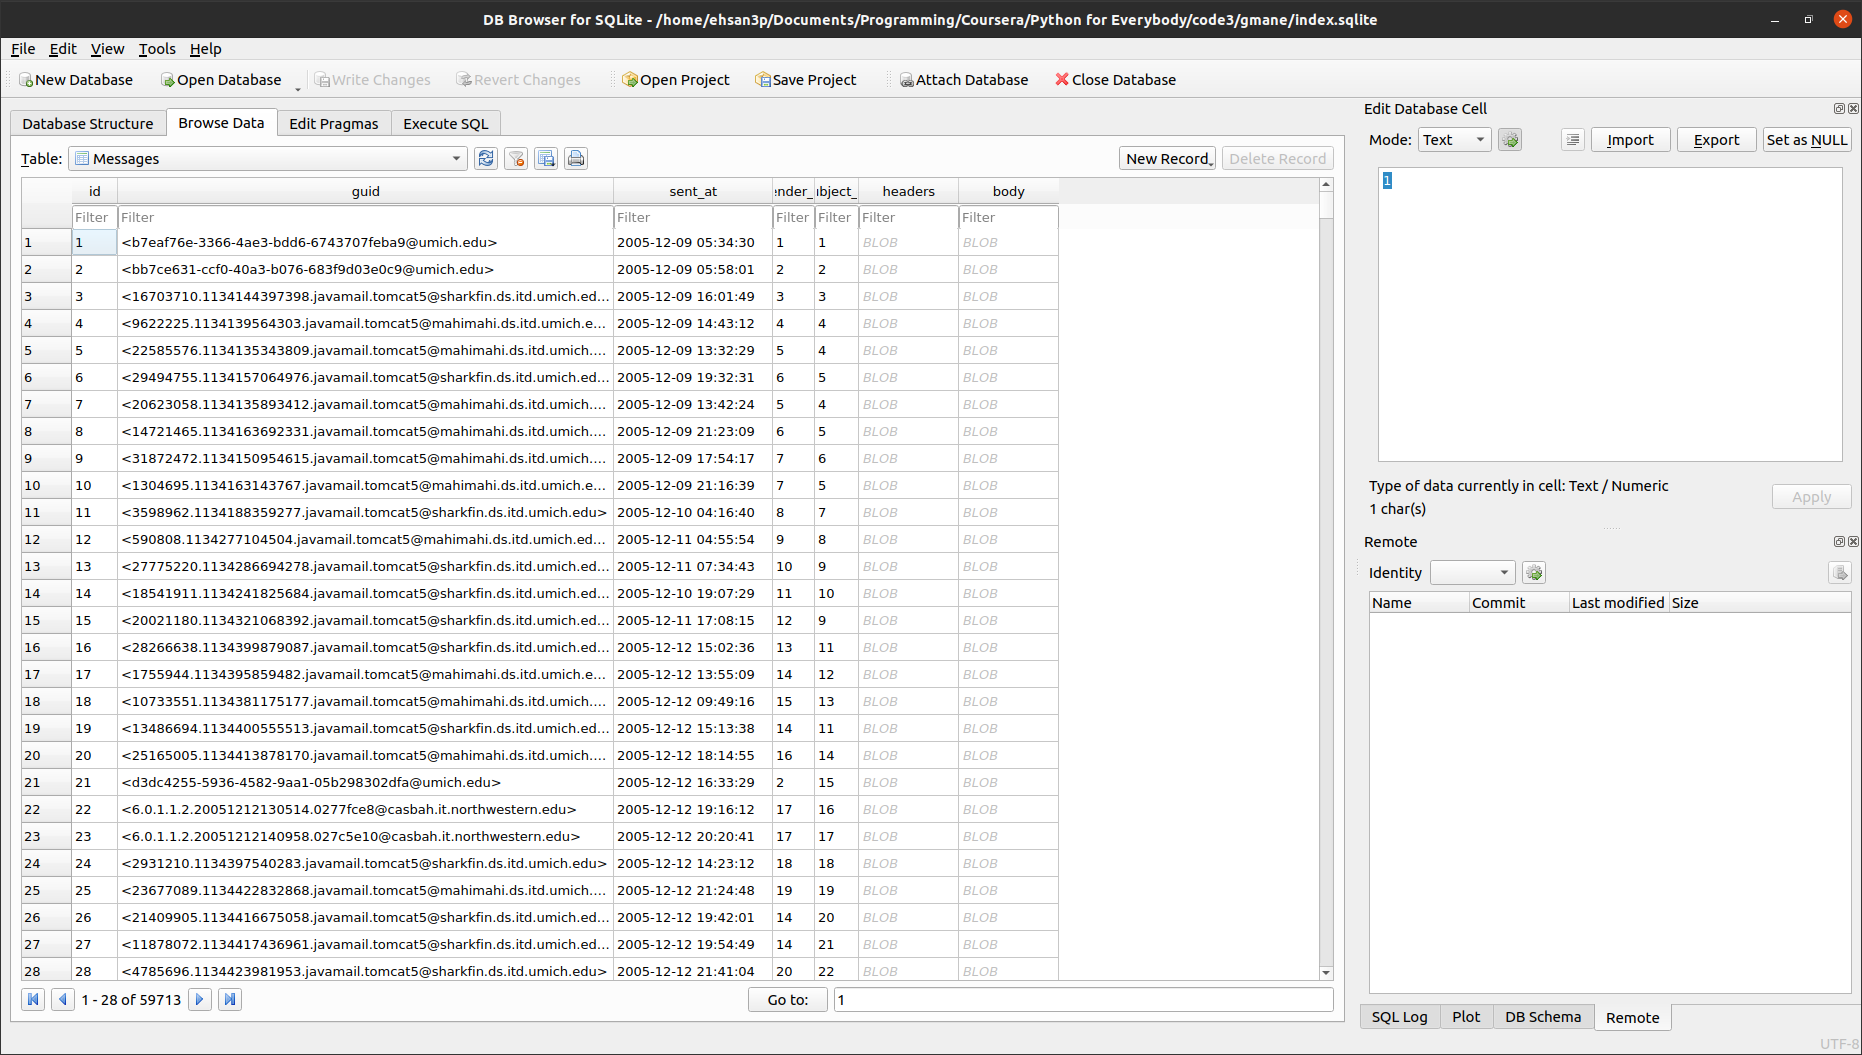 DB Browser for SQLite - /home/ehsan3p/Documents/Programming/Coursera/Python for Everybody/code3/gmane/index.sqlite
File Edit View Tools Help
New Database Open Database Write Changes Revert Changes Open Project Save Project Attach Database Close Database
Database Structure Browse Data Edit Pragmas Execute SQL
Table: Messages New Record Delete Record
id guid sent_at ender_ ubject_ headers body
Filter Filter Filter Filter Filter Filter Filter
1 1 <b7eaf76e-3366-4ae3-bdd6-6743707feba9@umich.edu> 2005-12-09 05:34:30 1 1 BLOB BLOB
2 2 <bb7ce631-ccf0-40a3-b076-683f9d03e0c9@umich.edu> 2005-12-09 05:58:01 2 2 BLOB BLOB
3 3 <16703710.1134144397398.javamail.tomcat5@sharkfin.ds.itd.umich.ed... 2005-12-09 16:01:49 3 3 BLOB BLOB
4 4 <9622225.1134139564303.javamail.tomcat5@mahimahi.ds.itd.umich.e... 2005-12-09 14:43:12 4 4 BLOB BLOB
5 5 <22585576.1134135343809.javamail.tomcat5@mahimahi.ds.itd.umich.... 2005-12-09 13:32:29 5 4 BLOB BLOB
6 6 <29494755.1134157064976.javamail.tomcat5@sharkfin.ds.itd.umich.ed... 2005-12-09 19:32:31 6 5 BLOB BLOB
7 7 <20623058.1134135893412.javamail.tomcat5@mahimahi.ds.itd.umich.... 2005-12-09 13:42:24 5 4 BLOB BLOB
8 8 <14721465.1134163692331.javamail.tomcat5@mahimahi.ds.itd.umich.... 2005-12-09 21:23:09 6 5 BLOB BLOB
9 9 <31872472.1134150954615.javamail.tomcat5@mahimahi.ds.itd.umich.... 2005-12-09 17:54:17 7 6 BLOB BLOB
10 10 <1304695.1134163143767.javamail.tomcat5@mahimahi.ds.itd.umich.e... 2005-12-09 21:16:39 7 5 BLOB BLOB
11 11 <3598962.1134188359277.javamail.tomcat5@sharkfin.ds.itd.umich.edu> 2005-12-10 04:16:40 8 7 BLOB BLOB
12 12 <590808.1134277104504.javamail.tomcat5@mahimahi.ds.itd.umich.ed... 2005-12-11 04:55:54 9 8 BLOB BLOB
13 13 <27775220.1134286694278.javamail.tomcat5@sharkfin.ds.itd.umich.ed... 2005-12-11 07:34:43 10 9 BLOB BLOB
14 14 <18541911.1134241825684.javamail.tomcat5@sharkfin.ds.itd.umich.ed... 2005-12-10 19:07:29 11 10 BLOB BLOB
15 15 <20021180.1134321068392.javamail.tomcat5@sharkfin.ds.itd.umich.ed... 2005-12-11 17:08:15 12 9 BLOB BLOB
16 16 <28266638.1134399879087.javamail.tomcat5@sharkfin.ds.itd.umich.ed... 2005-12-12 15:02:36 13 11 BLOB BLOB
17 17 <1755944.1134395859482.javamail.tomcat5@mahimahi.ds.itd.umich.e... 2005-12-12 13:55:09 14 12 BLOB BLOB
18 18 <10733551.1134381175177.javamail.tomcat5@mahimahi.ds.itd.umich.... 2005-12-12 09:49:16 15 13 BLOB BLOB
19 19 <13486694.1134400555513.javamail.tomcat5@sharkfin.ds.itd.umich.ed... 2005-12-12 15:13:38 14 11 BLOB BLOB
20 20 <25165005.1134413878170.javamail.tomcat5@mahimahi.ds.itd.umich.... 2005-12-12 18:14:55 16 14 BLOB BLOB
21 21 <d3dc4255-5936-4582-9aa1-05b298302dfa@umich.edu> 2005-12-12 16:33:29 2 15 BLOB BLOB
22 22 <6.0.1.1.2.20051212130514.0277fce8@casbah.it.northwestern.edu> 2005-12-12 19:16:12 17 16 BLOB BLOB
23 23 <6.0.1.1.2.20051212140958.027c5e10@casbah.it.northwestern.edu> 2005-12-12 20:20:41 17 17 BLOB BLOB
24 24 <2931210.1134397540283.javamail.tomcat5@sharkfin.ds.itd.umich.edu> 2005-12-12 14:23:12 18 18 BLOB BLOB
25 25 <23677089.1134422832868.javamail.tomcat5@mahimahi.ds.itd.umich.... 2005-12-12 21:24:48 19 19 BLOB BLOB
26 26 <21409905.1134416675058.javamail.tomcat5@sharkfin.ds.itd.umich.ed... 2005-12-12 19:42:01 14 20 BLOB BLOB
27 27 <11878072.1134417436961.javamail.tomcat5@sharkfin.ds.itd.umich.ed... 2005-12-12 19:54:49 14 21 BLOB BLOB
28 28 <4785696.1134423981953.javamail.tomcat5@sharkfin.ds.itd.umich.edu> 2005-12-12 21:41:04 20 22 BLOB BLOB
1 - 28 of 59713 Go to: 1
Edit Database Cell
Mode: Text Import Export Set as NULL
1
Type of data currently in cell: Text / Numeric
1 char(s)
Apply
Remote
Identity
Name Commit Last modified Size
SQL Log Plot DB Schema Remote
UTF-8